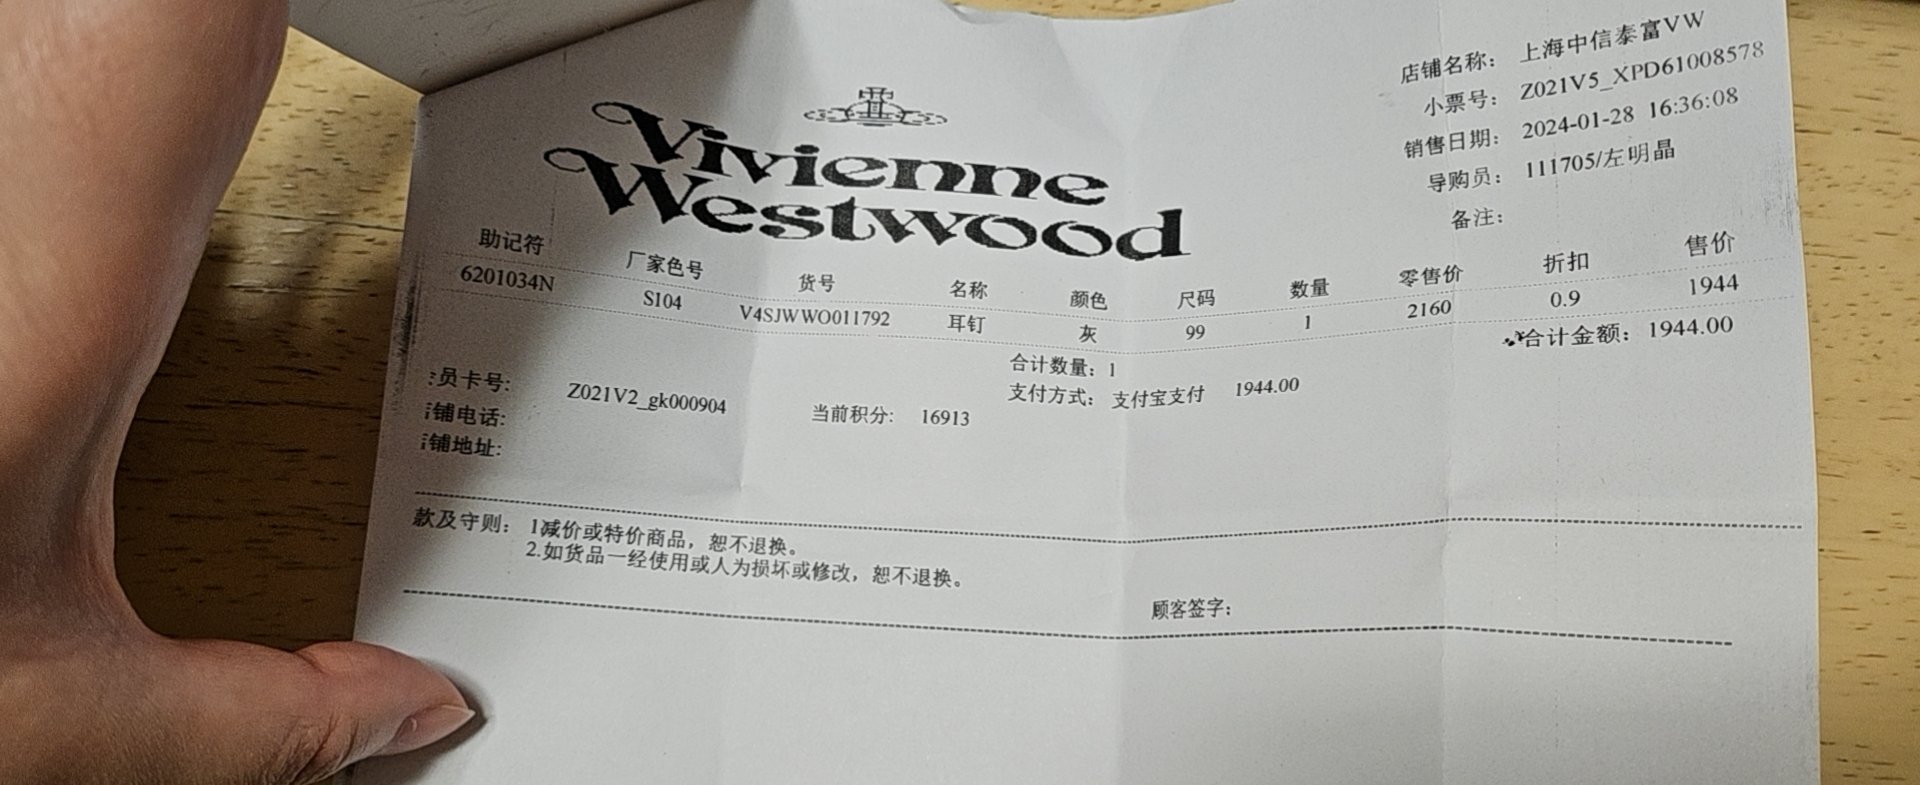 Vivienne
Westwood
店铺名称： 上海中信泰富VW
小票号： Z021V5_XPD61008578
销售日期： 2024-01-28 16:36:08
导购员： 111705/左明晶
备注：
助记符 厂家色号 货号 名称 颜色 尺码 数量 零售价 折扣 售价
6201034N S104 V4SJWWO011792 耳钉 灰 99 1 2160 0.9 1944
合计数量：1 合计金额：1944.00
支付方式： 支付宝支付 1944.00
员卡号: Z021V2_gk000904 当前积分: 16913
铺电话:
铺地址:
款及守则： 1减价或特价商品，恕不退换。
2.如货品一经使用或人为损坏或修改，恕不退换。
顾客签字：